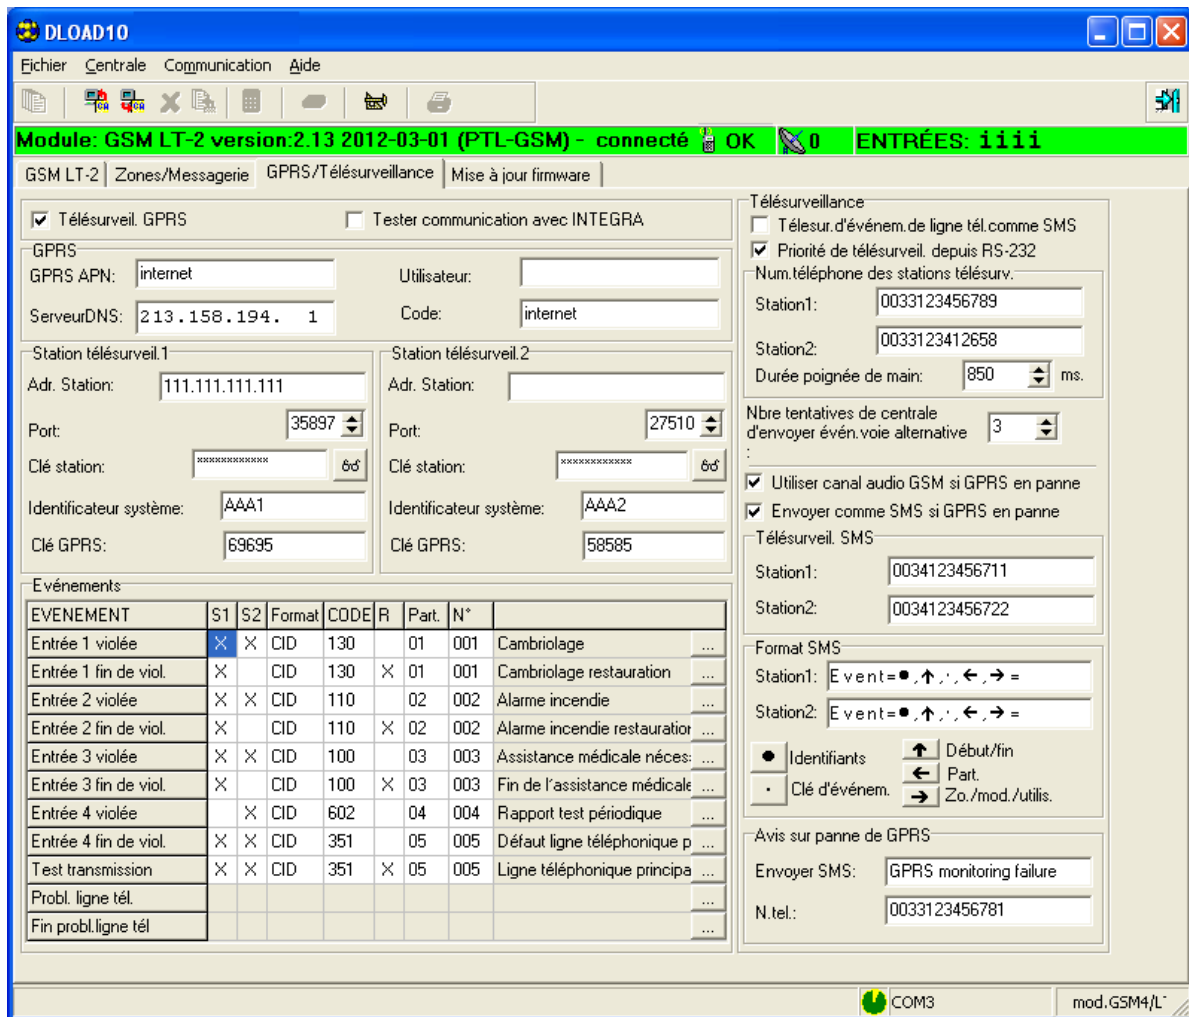 DLOAD10
Fichier Centrale Communication Aide
Module: GSM LT-2 version:2.13 2012-03-01 (PTL-GSM) - connecté OK 0 ENTRÉES: iiii
GSM LT-2 Zones/Messagerie GPRS/Télésurveillance Mise à jour firmware
Télésurveil. GPRS
Tester communication avec INTEGRA
GPRS
GPRS APN: internet
Utilisateur:
ServeurDNS: 213.158.194. 1
Code: internet
Station télésurveil.1
Adr. Station: 111.111.111.111
Port: 35897
Clé station: ************
Identificateur système: AAA1
Clé GPRS: 69695
Station télésurveil.2
Adr. Station:
Port: 27510
Clé station: ************
Identificateur système: AAA2
Clé GPRS: 58585
Evénements
EVENEMENT S1 S2 Format CODE R Part. N°
Entrée 1 violée X X CID 130 01 001 Cambriolage ...
Entrée 1 fin de viol. X CID 130 X 01 001 Cambriolage restauration ...
Entrée 2 violée X X CID 110 02 002 Alarme incendie ...
Entrée 2 fin de viol. X CID 110 X 02 002 Alarme incendie restauration ...
Entrée 3 violée X X CID 100 03 003 Assistance médicale néces: ...
Entrée 3 fin de viol. X CID 100 X 03 003 Fin de l'assistance médicale ...
Entrée 4 violée X CID 602 04 004 Rapport test périodique ...
Entrée 4 fin de viol. X X CID 351 05 005 Défaut ligne téléphonique p ...
Test transmission X X CID 351 X 05 005 Ligne téléphonique principa ...
Probl. ligne tél. ...
Fin probl.ligne tél ...
Télésurveillance
Télesur.d'événem.de ligne tél.comme SMS
Priorité de télésurveil. depuis RS-232
Num.téléphone des stations télésurv.
Station1: 0033123456789
Station2: 0033123412658
Durée poignée de main: 850 ms.
Nbre tentatives de centrale
d'envoyer évén.voie alternative 3
:
Utiliser canal audio GSM si GPRS en panne
Envoyer comme SMS si GPRS en panne
Télésurveil. SMS
Station1: 0034123456711
Station2: 0034123456722
Format SMS
Station1: Event=●,↑,·,←,→=
Station2: Event=●,↑,·,←,→=
● Identifiants
↑ Début/fin
← Part.
· Clé d'événem.
→ Zo./mod./utilis.
Avis sur panne de GPRS
Envoyer SMS: GPRS monitoring failure
N.tel.: 0033123456781
COM3 mod.GSM4/L